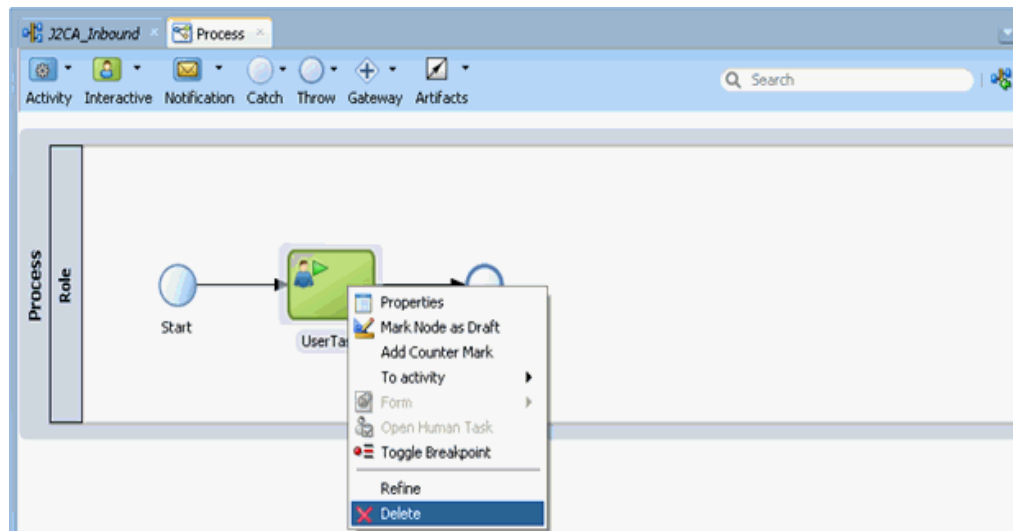 J2CA_Inbound
Process
Search
Activity Interactive Notification Catch Throw Gateway Artifacts
Process
Role
Start
UserTas
Properties
Mark Node as Draft
Add Counter Mark
To activity
Form
Open Human Task
Toggle Breakpoint
Refine
Delete